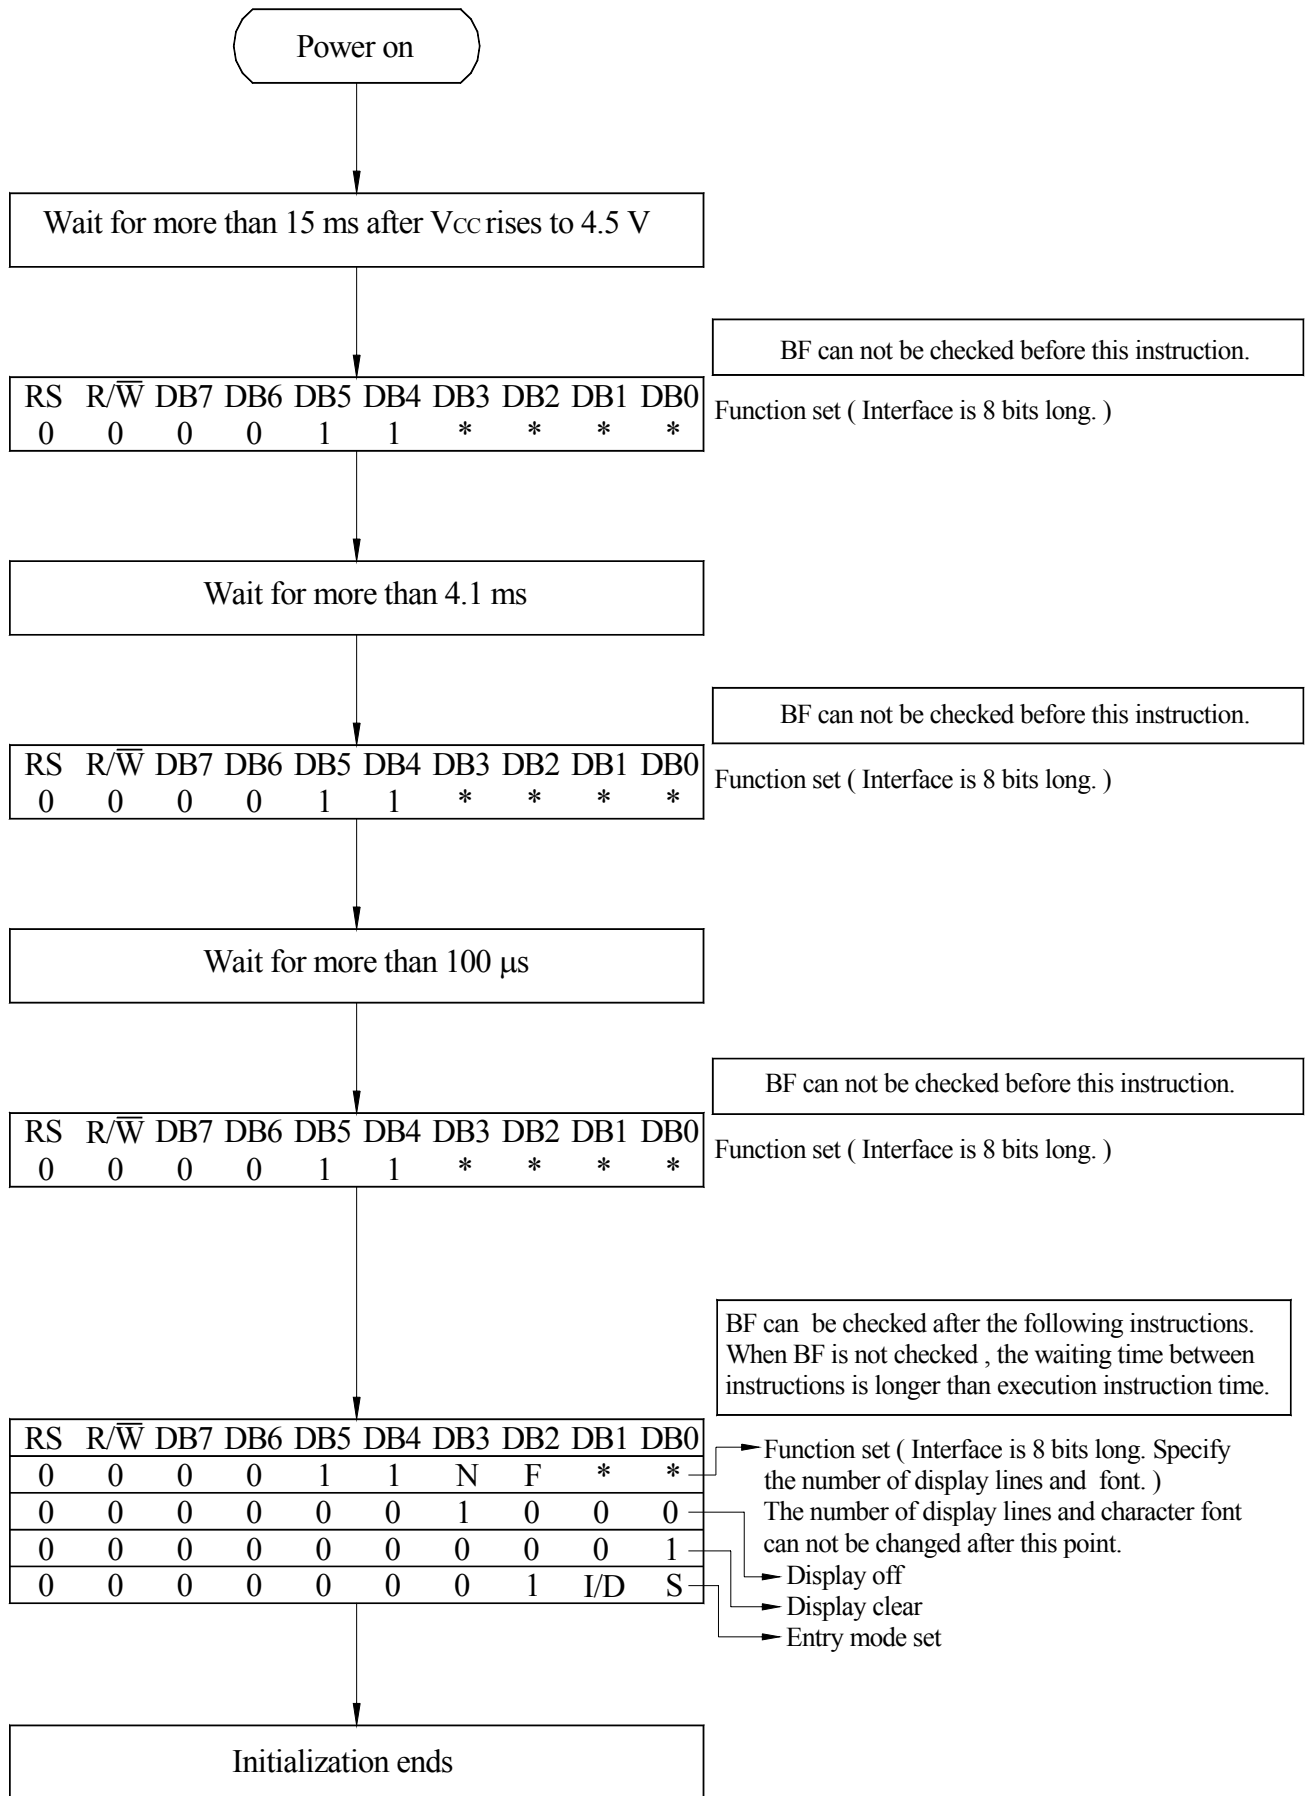 Power on
Wait for more than 15 ms after VCC rises to 4.5 V
BF can not be checked before this instruction.
RS R/W̅ DB7 DB6 DB5 DB4 DB3 DB2 DB1 DB0
0 0 0 0 1 1 * * * *
Function set ( Interface is 8 bits long. )
Wait for more than 4.1 ms
BF can not be checked before this instruction.
RS R/W̅ DB7 DB6 DB5 DB4 DB3 DB2 DB1 DB0
0 0 0 0 1 1 * * * *
Function set ( Interface is 8 bits long. )
Wait for more than 100 μs
BF can not be checked before this instruction.
RS R/W̅ DB7 DB6 DB5 DB4 DB3 DB2 DB1 DB0
0 0 0 0 1 1 * * * *
Function set ( Interface is 8 bits long. )
BF can be checked after the following instructions.
When BF is not checked , the waiting time between
instructions is longer than execution instruction time.
RS R/W̅ DB7 DB6 DB5 DB4 DB3 DB2 DB1 DB0
0 0 0 0 1 1 N F * *
0 0 0 0 0 0 1 0 0 0
0 0 0 0 0 0 0 0 0 1
0 0 0 0 0 0 0 1 I/D S
Function set ( Interface is 8 bits long. Specify
the number of display lines and font. )
The number of display lines and character font
can not be changed after this point.
Display off
Display clear
Entry mode set
Initialization ends